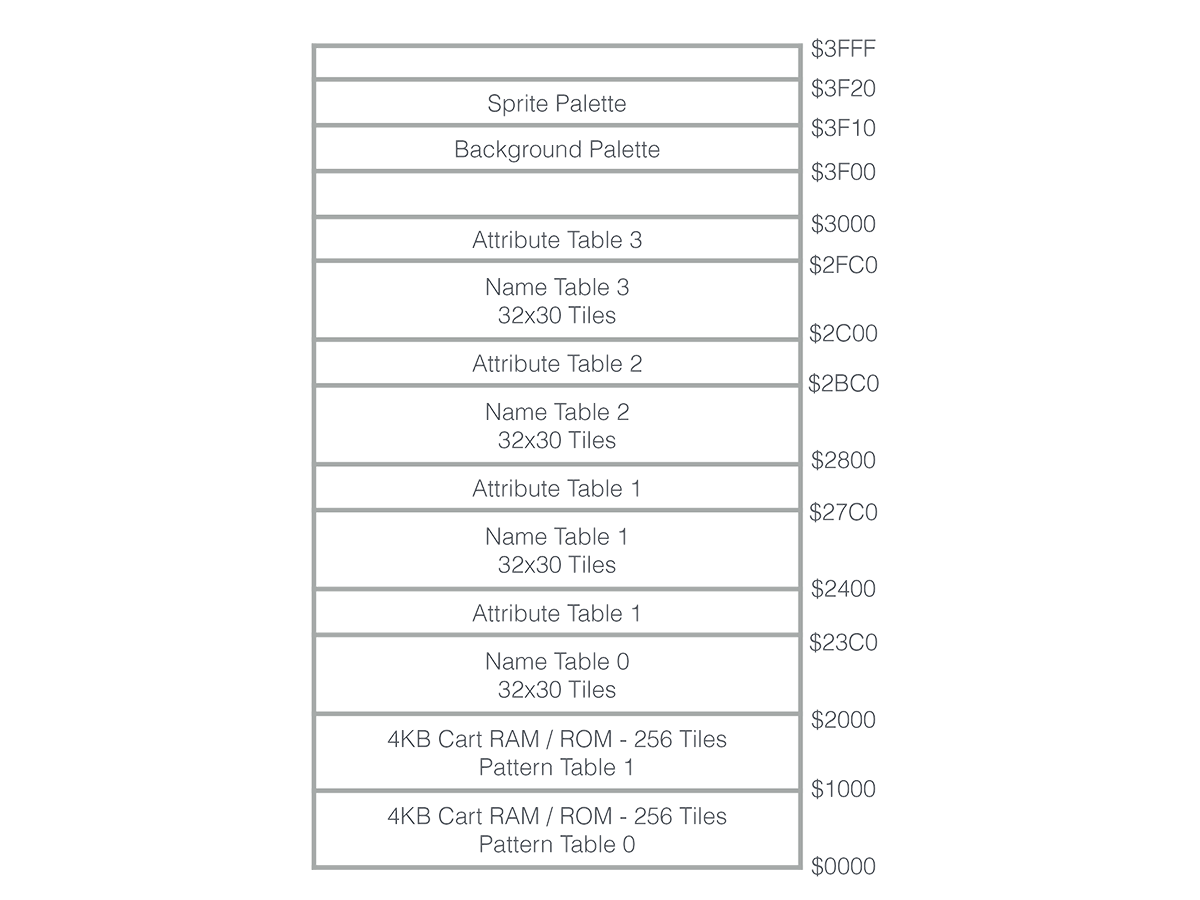 $3FFF
$3F20
Sprite Palette
$3F10
Background Palette
$3F00
$3000
Attribute Table 3
$2FC0
Name Table 3
32x30 Tiles
$2C00
Attribute Table 2
$2BC0
Name Table 2
32x30 Tiles
$2800
Attribute Table 1
$27C0
Name Table 1
32x30 Tiles
$2400
Attribute Table 1
$23C0
Name Table 0
32x30 Tiles
$2000
4KB Cart RAM / ROM - 256 Tiles
Pattern Table 1
$1000
4KB Cart RAM / ROM - 256 Tiles
Pattern Table 0
$0000